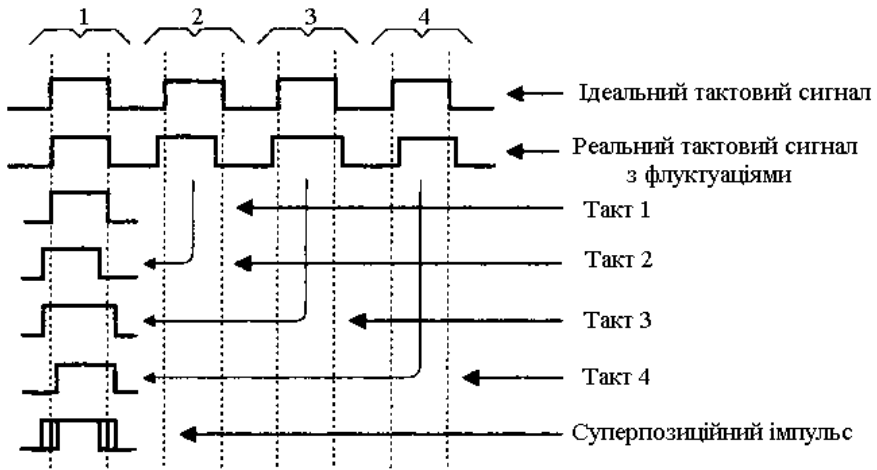 1 2 3 4
Ідеальний тактовий сигнал
Реальний тактовий сигнал
з флуктуаціями
Такт 1
Такт 2
Такт 3
Такт 4
Суперпозиційний імпульс